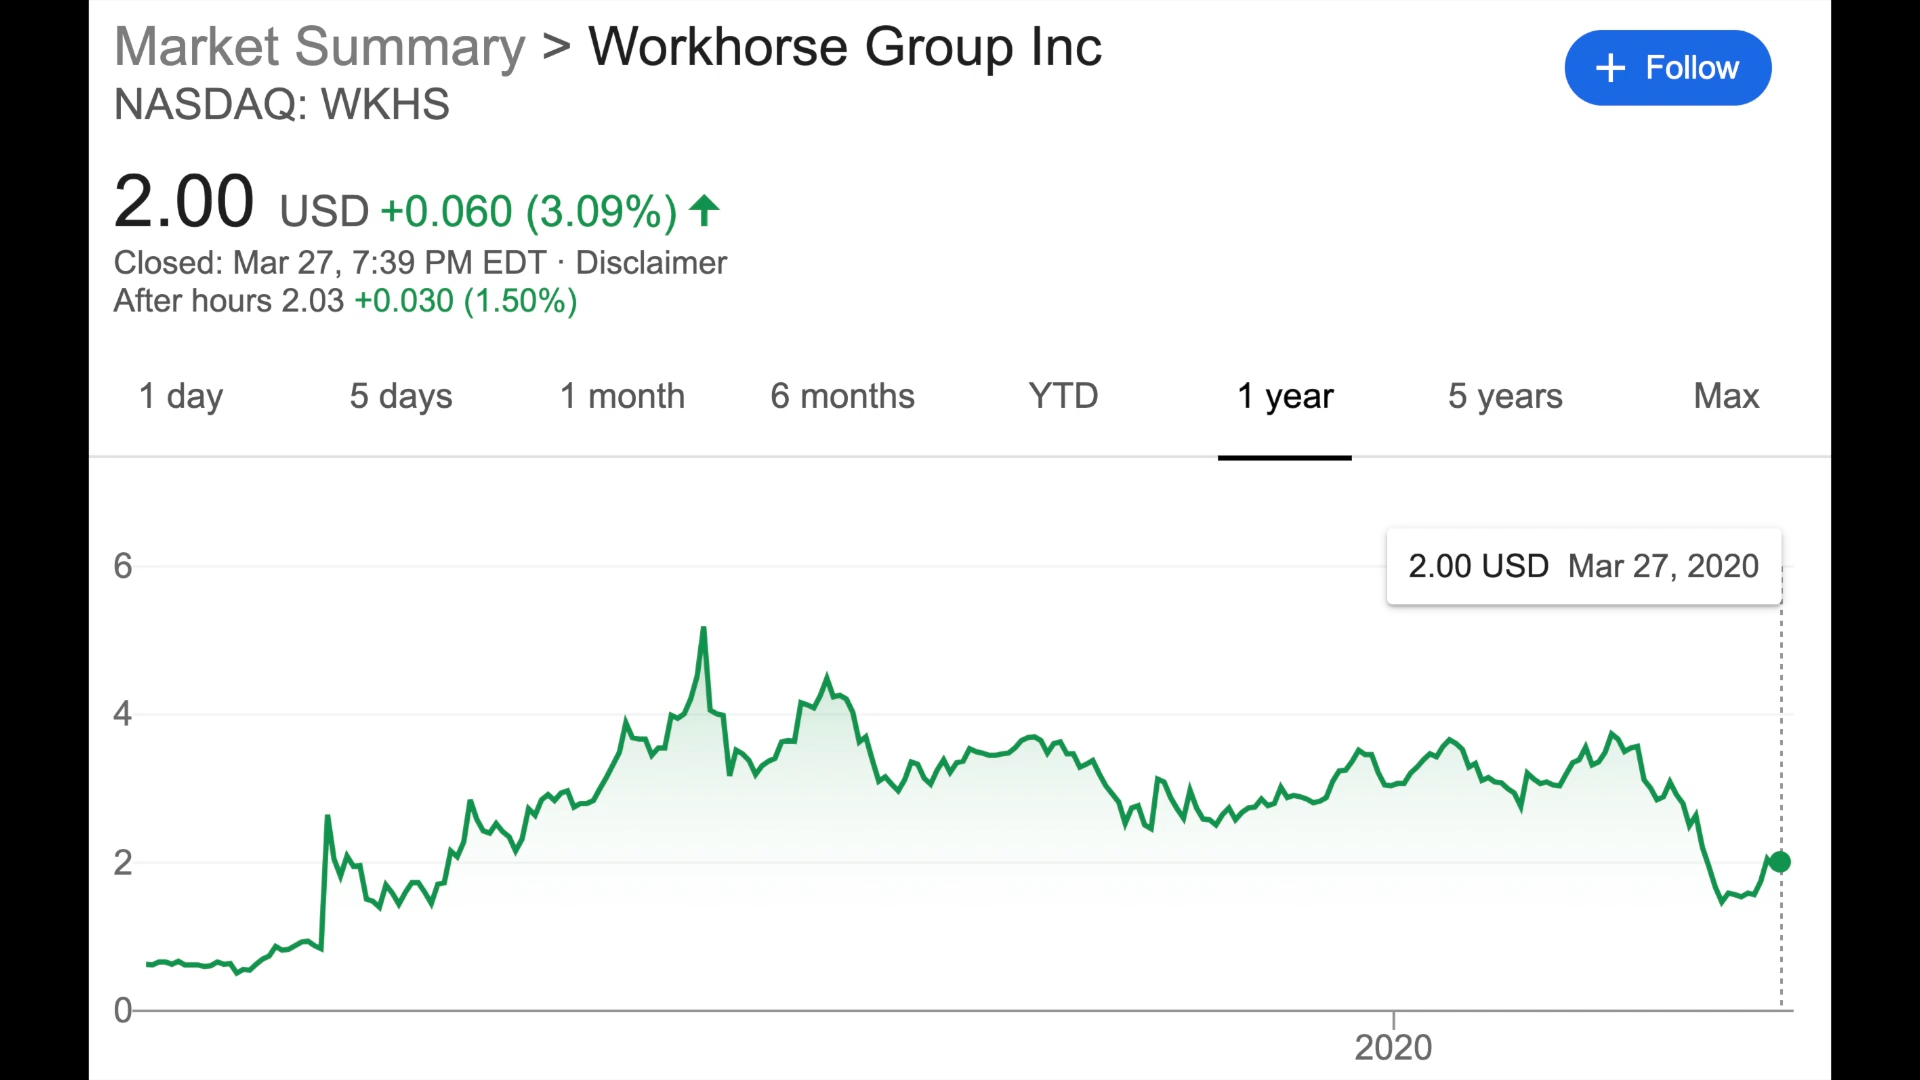 Market Summary > Workhorse Group Inc
+ Follow
NASDAQ: WKHS
2.00 USD +0.060 (3.09%)
Closed: Mar 27, 7:39 PM EDT · Disclaimer
After hours 2.03 +0.030 (1.50%)
1 day 5 days 1 month 6 months YTD 1 year 5 years Max
2.00 USD Mar 27, 2020
6
4
2
0
2020